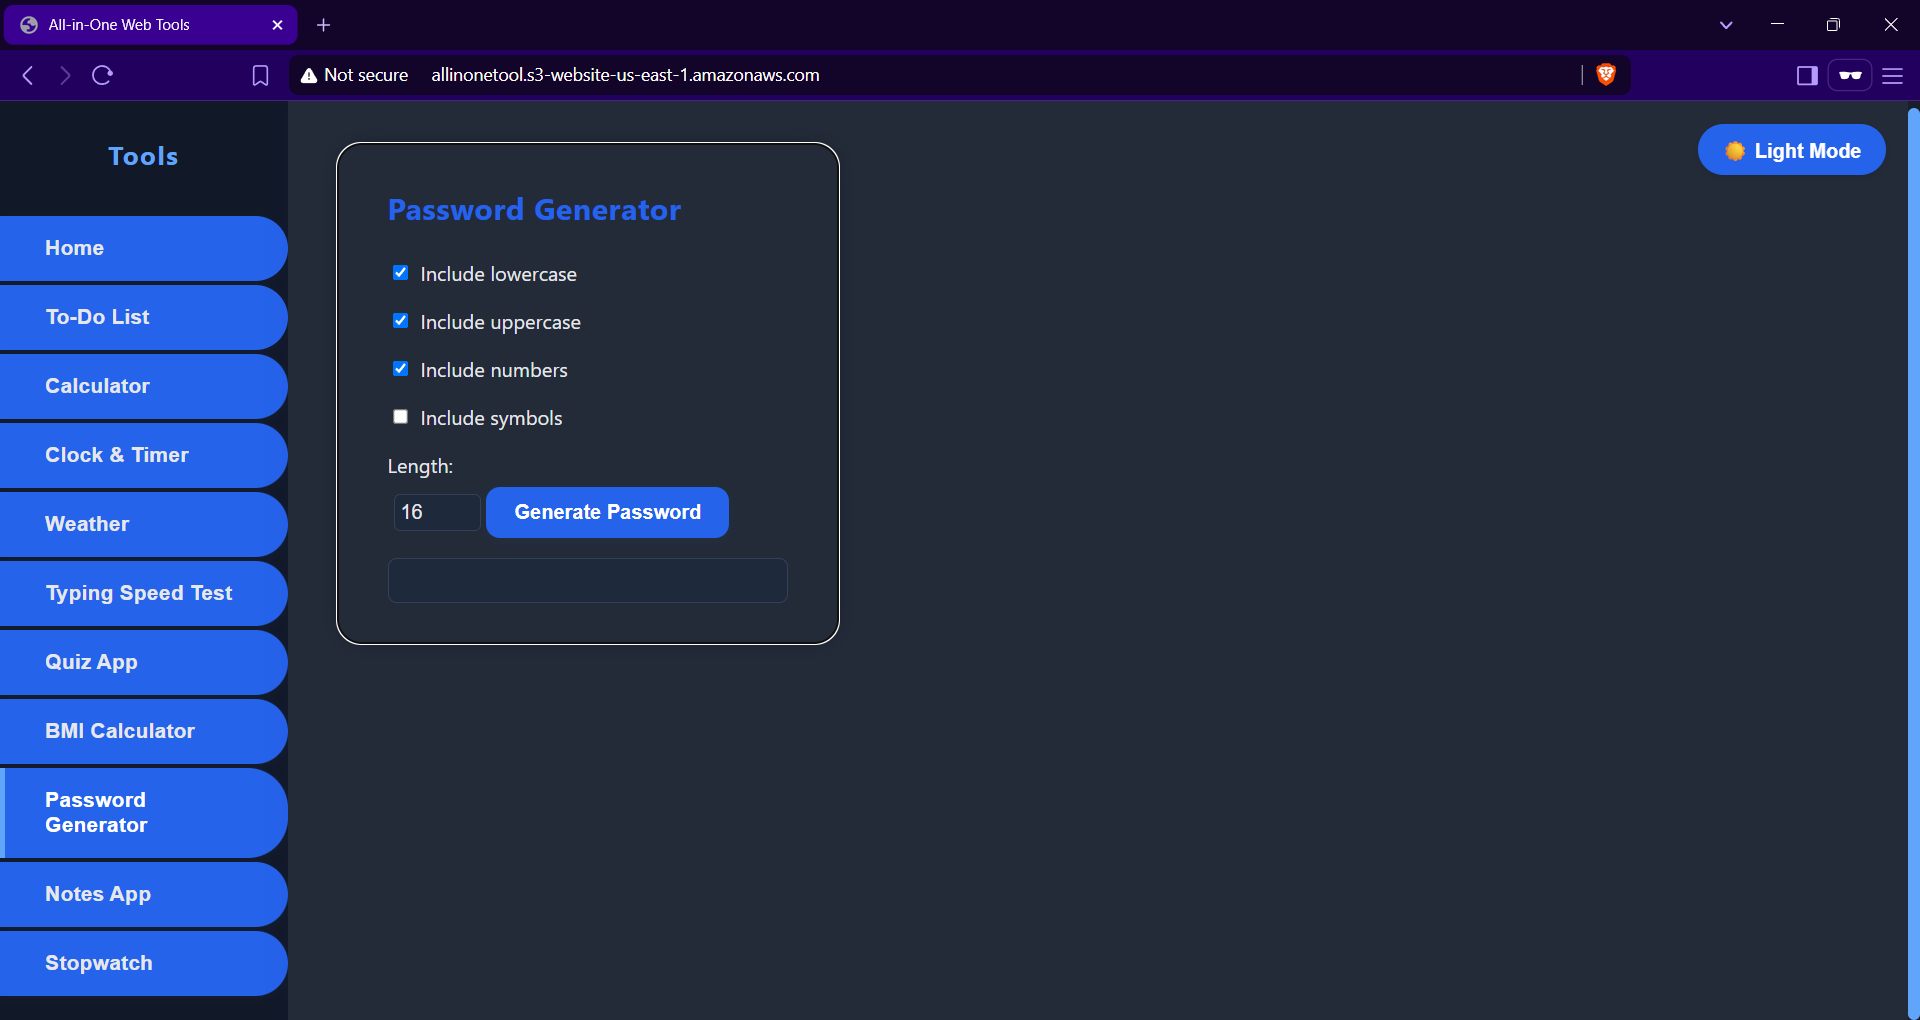 All-in-One Web Tools
Not secure allinonetool.s3-website-us-east-1.amazonaws.com
Tools
Home
To-Do List
Calculator
Clock & Timer
Weather
Typing Speed Test
Quiz App
BMI Calculator
Password
Generator
Notes App
Stopwatch
Light Mode
Password Generator
Include lowercase
Include uppercase
Include numbers
Include symbols
Length:
16 Generate Password